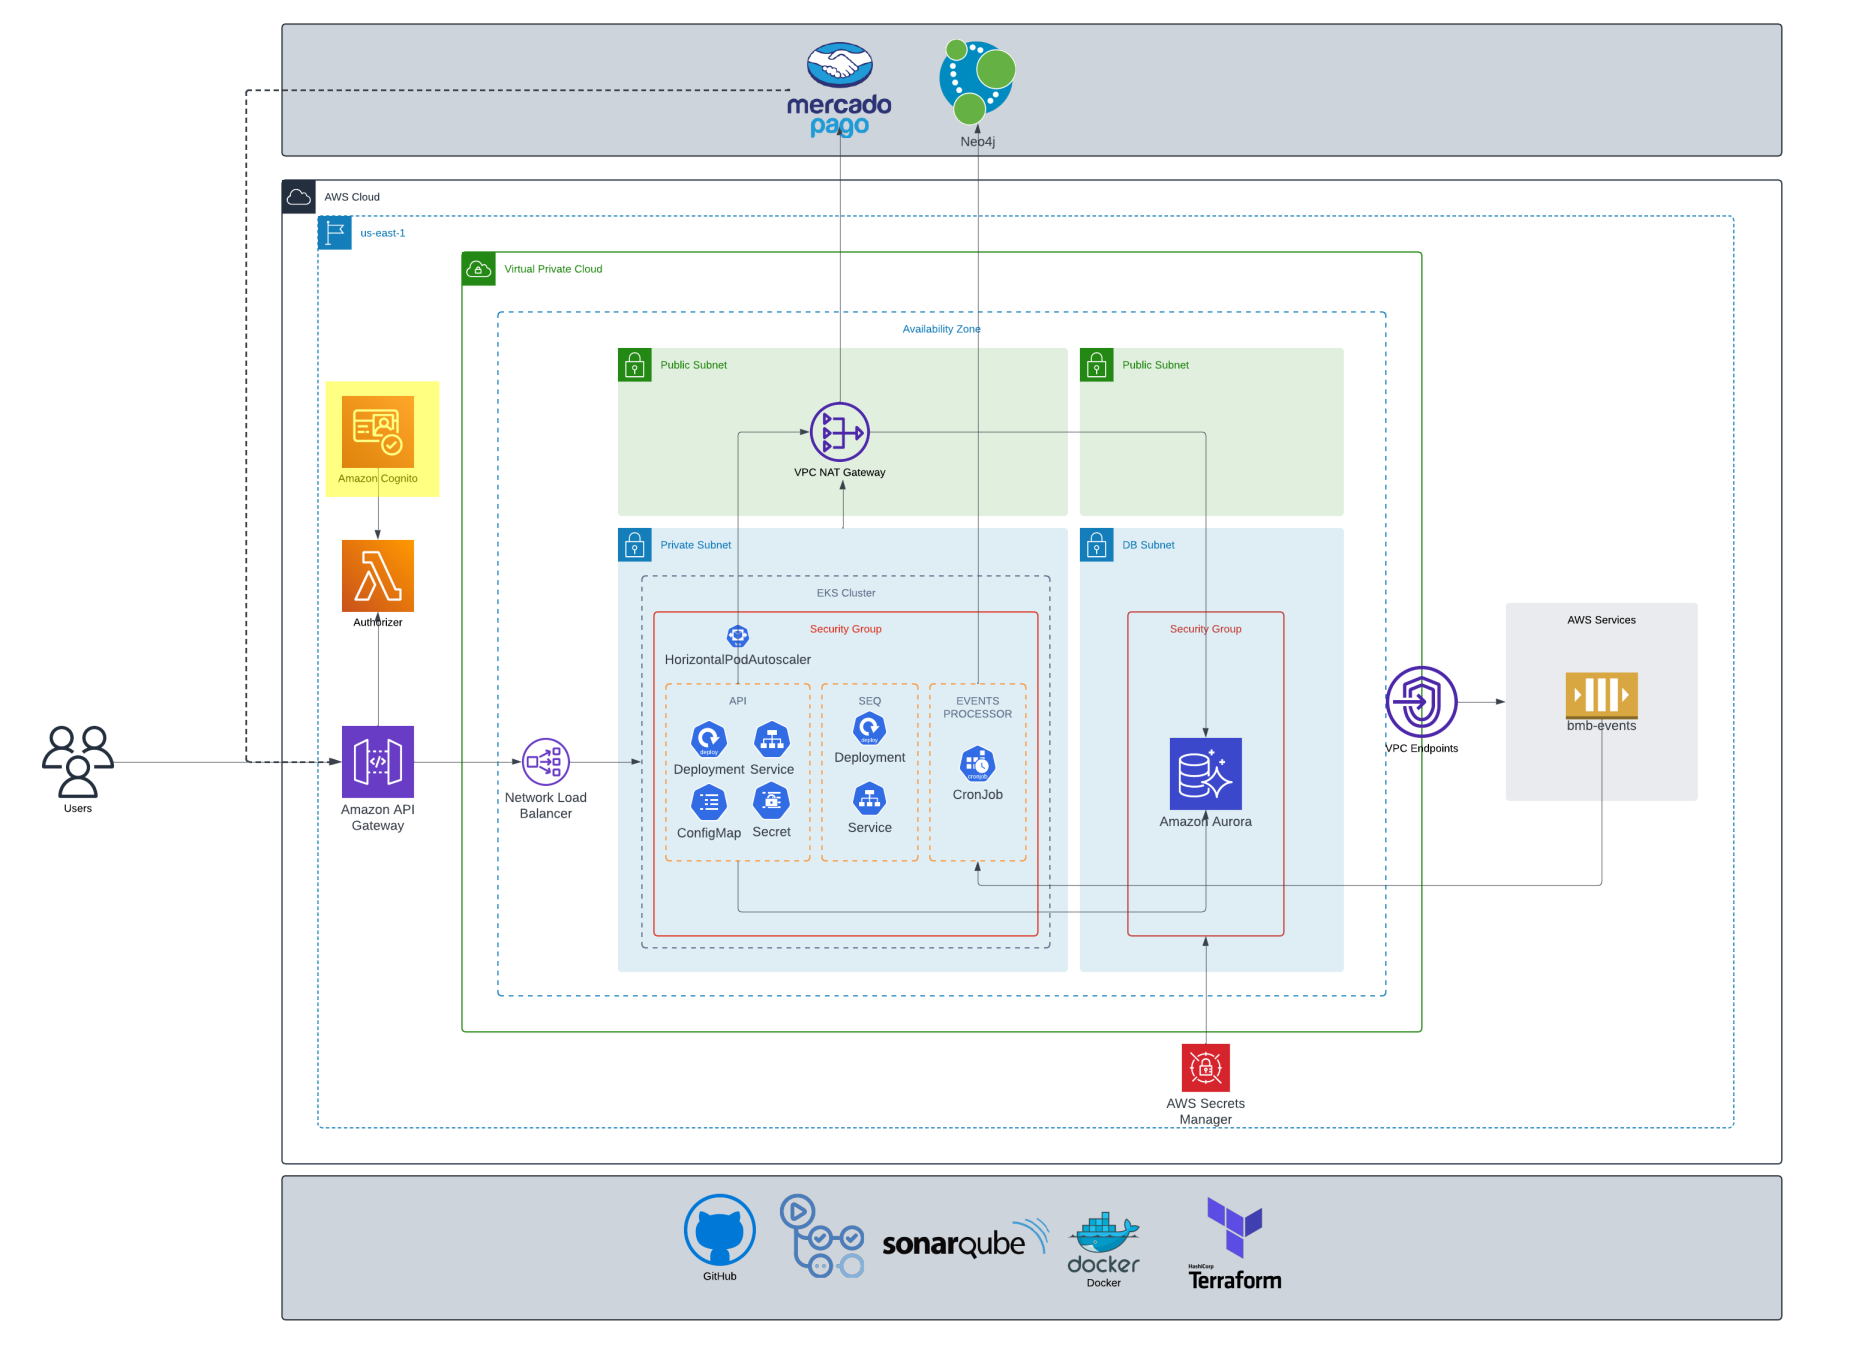 mercado
pago
Neo4j
AWS Cloud
us-east-1
Virtual Private Cloud
Availability Zone
Public Subnet
Public Subnet
VPC NAT Gateway
Amazon Cognito
Authorizer
Private Subnet
DB Subnet
EKS Cluster
Security Group
Security Group
HorizontalPodAutoscaler
API
SEQ
EVENTS
PROCESSOR
deploy
Deployment
Service
ConfigMap
Secret
deploy
Deployment
Service
cronjob
CronJob
Amazon Aurora
AWS Services
bmb-events
VPC Endpoints
Users
Amazon API
Gateway
Network Load
Balancer
AWS Secrets
Manager
GitHub
sonarqube
docker
Docker
HashiCorp
Terraform